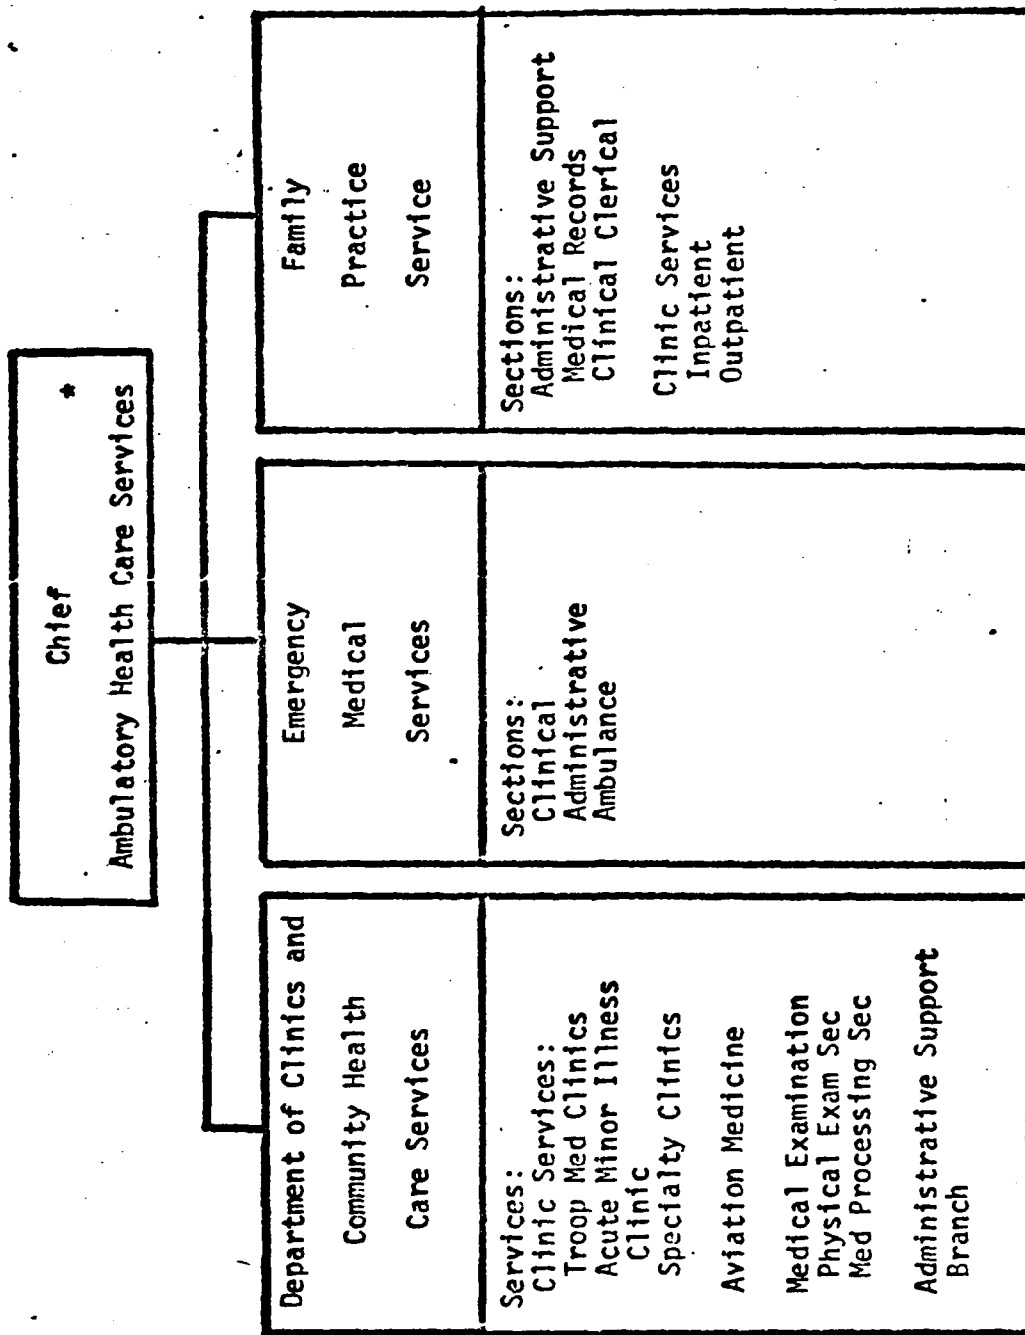 Chief
*
Ambulatory Health Care Services
Department of Clinics and
Community Health
Care Services
Services:
Clinic Services:
Troop Med Clinics
Acute Minor Illness
Clinic
Specialty Clinics
Aviation Medicine
Medical Examination
Physical Exam Sec
Med Processing Sec
Administrative Support
Branch
Emergency
Medical
Services
Sections:
Clinical
Administrative
Ambulance
Family
Practice
Service
Sections:
Administrative Support
Medical Records
Clinical Clerical
Clinic Services
Inpatient
Outpatient